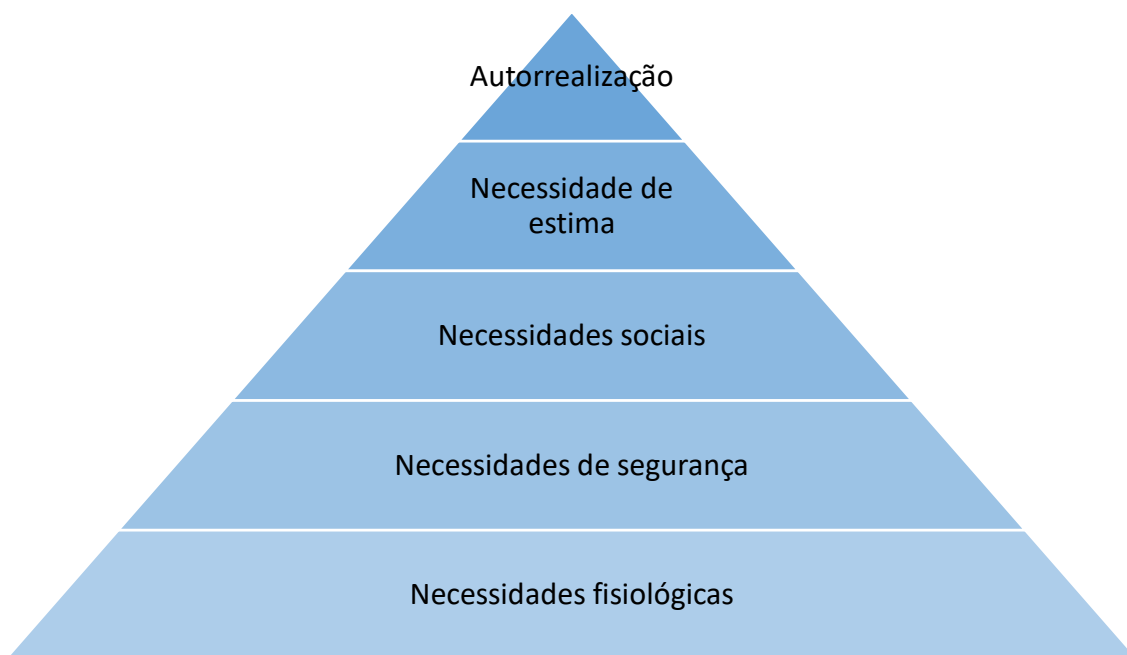 Autorrealização
Necessidade de
estima
Necessidades sociais
Necessidades de segurança
Necessidades fisiológicas